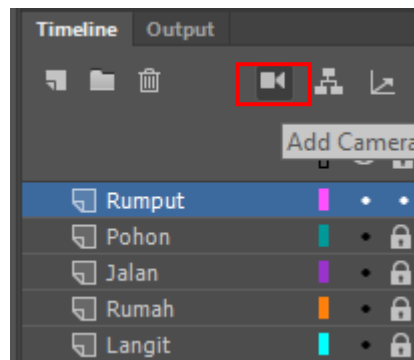 Timeline Output
Add Camera
Rumput
Pohon
Jalan
Rumah
Langit